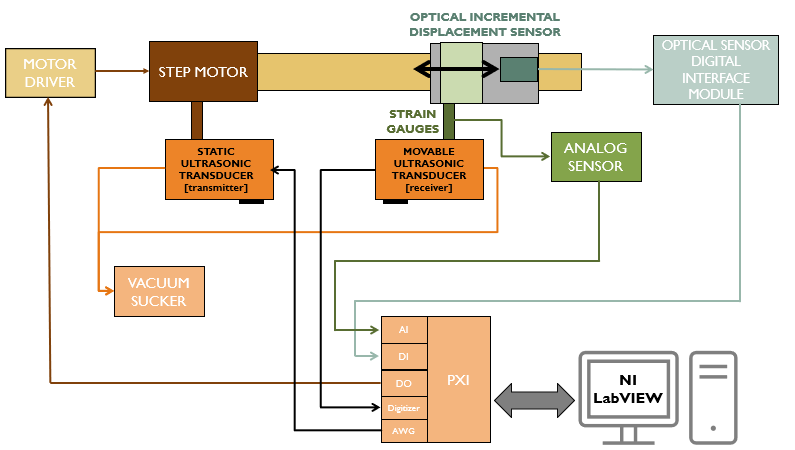 OPTICAL INCREMENTAL
DISPLACEMENT SENSOR
MOTOR
DRIVER
STEP MOTOR
OPTICAL SENSOR
DIGITAL
INTERFACE
MODULE
STRAIN
GAUGES
STATIC
ULTRASONIC
TRANSDUCER
[transmitter]
MOVABLE
ULTRASONIC
TRANSDUCER
[receiver]
ANALOG
SENSOR
VACUUM
SUCKER
AI
DI
DO
Digitizer
AWG
PXI
NI
LabVIEW